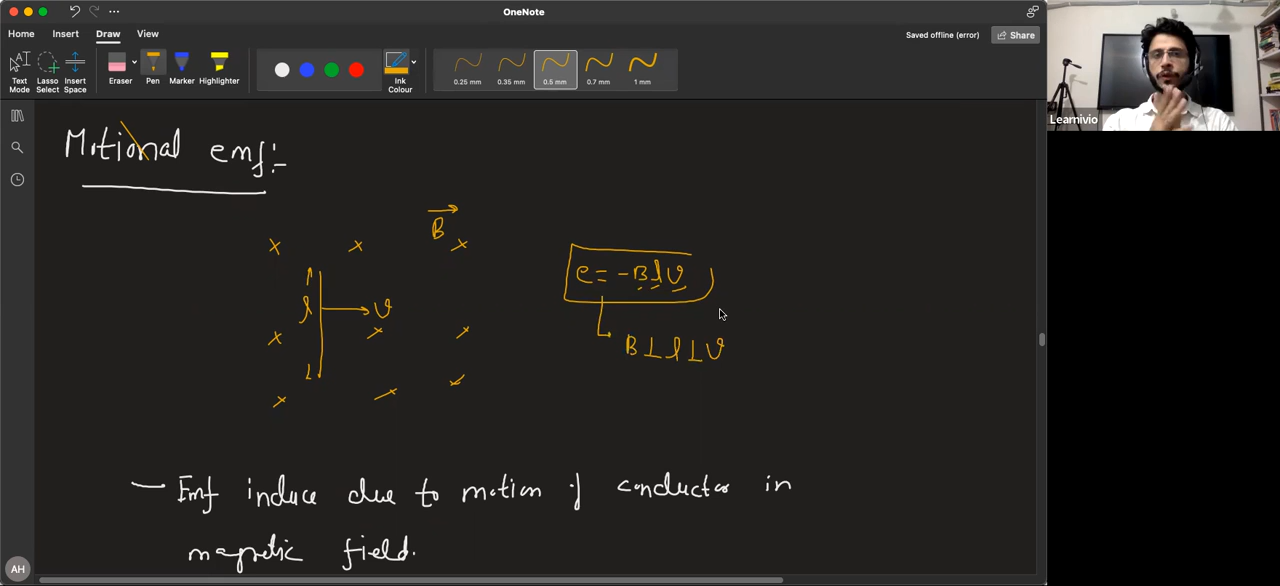 OneNote
Home Insert Draw View
Saved offline (error) Share
Text Mode Lasso Select Insert Space Eraser Pen Marker Highlighter Ink Colour 0.25 mm 0.35 mm 0.5 mm 0.7 mm 1 mm
Learnivio
Motional emf:-
B
l v
e = -Blv
B ⊥ l ⊥ v
— Emf induce due to motion of conductor in
magnetic field.
AH